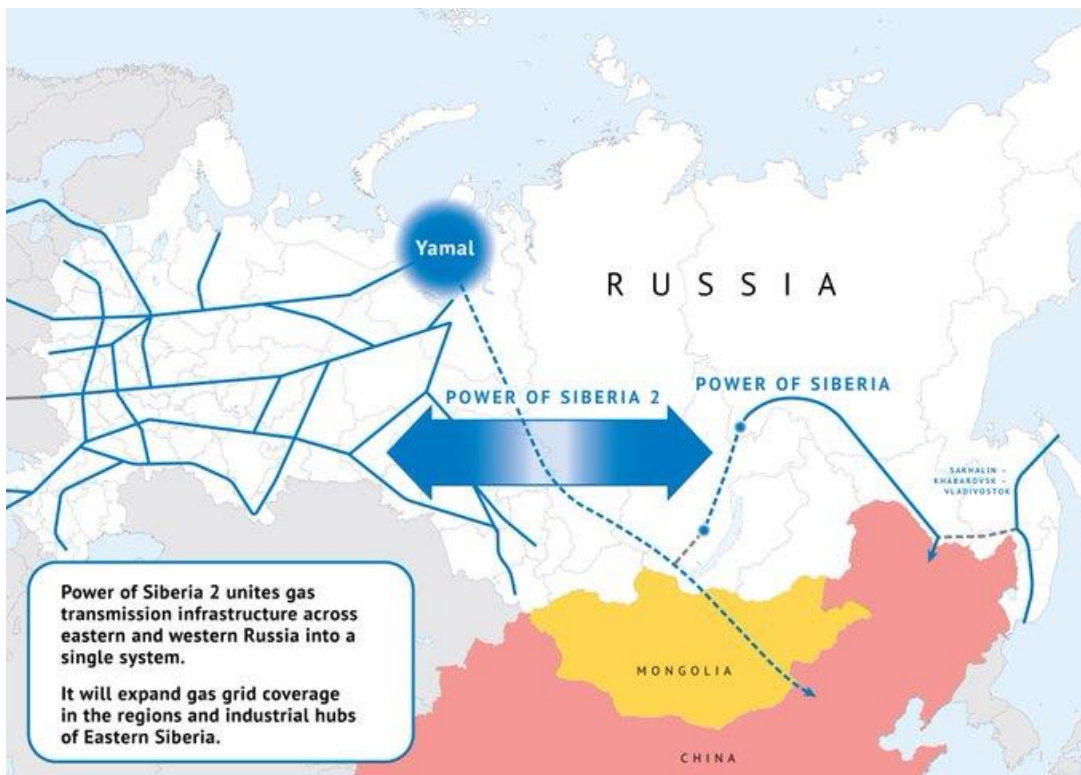 Yamal
RUSSIA
POWER OF SIBERIA 2
POWER OF SIBERIA
SAKHALIN –
KHABAROVSK –
VLADIVOSTOK
Power of Siberia 2 unites gas
transmission infrastructure across
eastern and western Russia into a
single system.
It will expand gas grid coverage
in the regions and industrial hubs
of Eastern Siberia.
MONGOLIA
CHINA